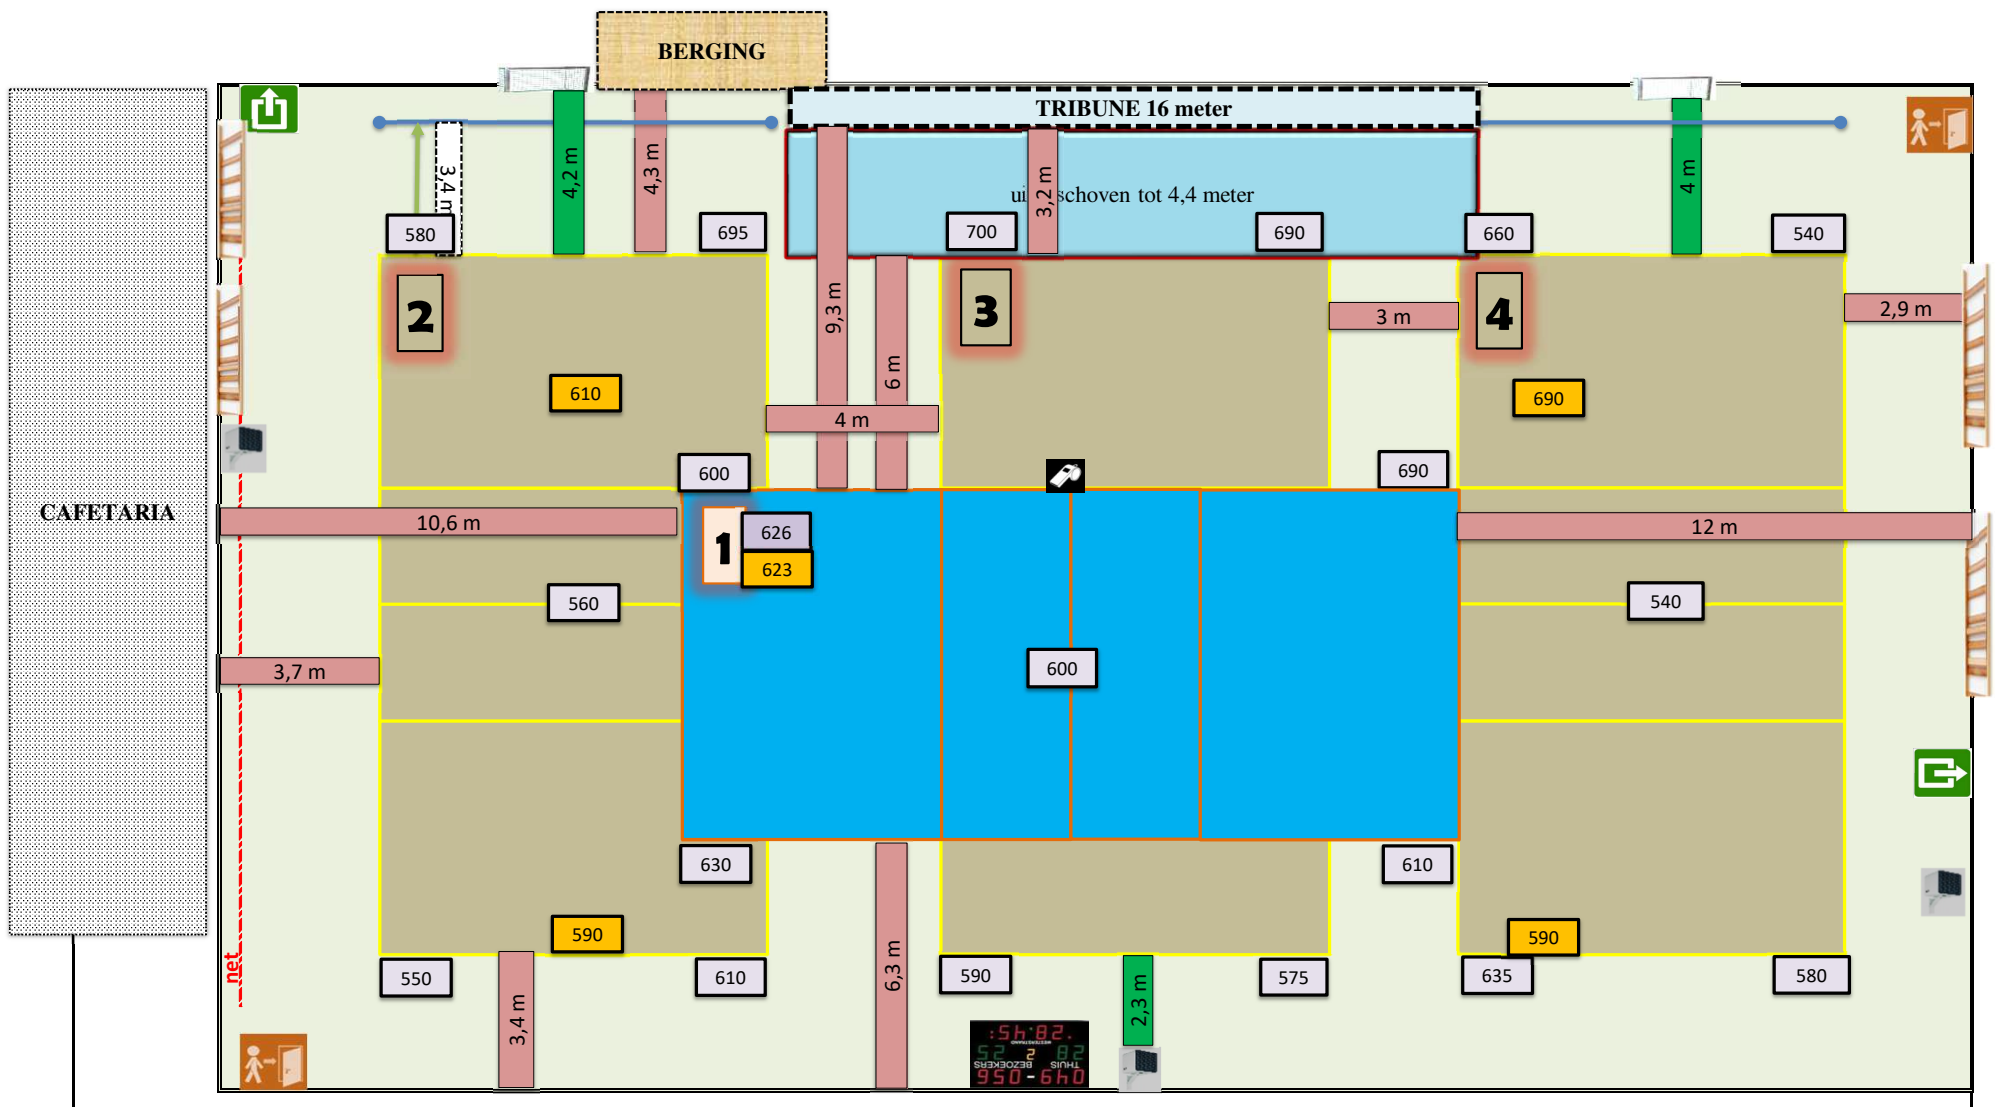 BERGING
TRIBUNE 16 meter
3,4 m
4,2 m
4,3 m
9,3 m
3,2 m
schoven tot 4,4 meter
4 m
580
695
700
690
660
540
2
3
4
2,9 m
3 m
6 m
610
4 m
690
600
690
CAFETARIA
10,6 m
1
626
623
12 m
560
540
600
3,7 m
630
610
590
590
net
550
610
6,3 m
590
575
635
580
3,4 m
2,3 m
THUIS
BEZOEKERS